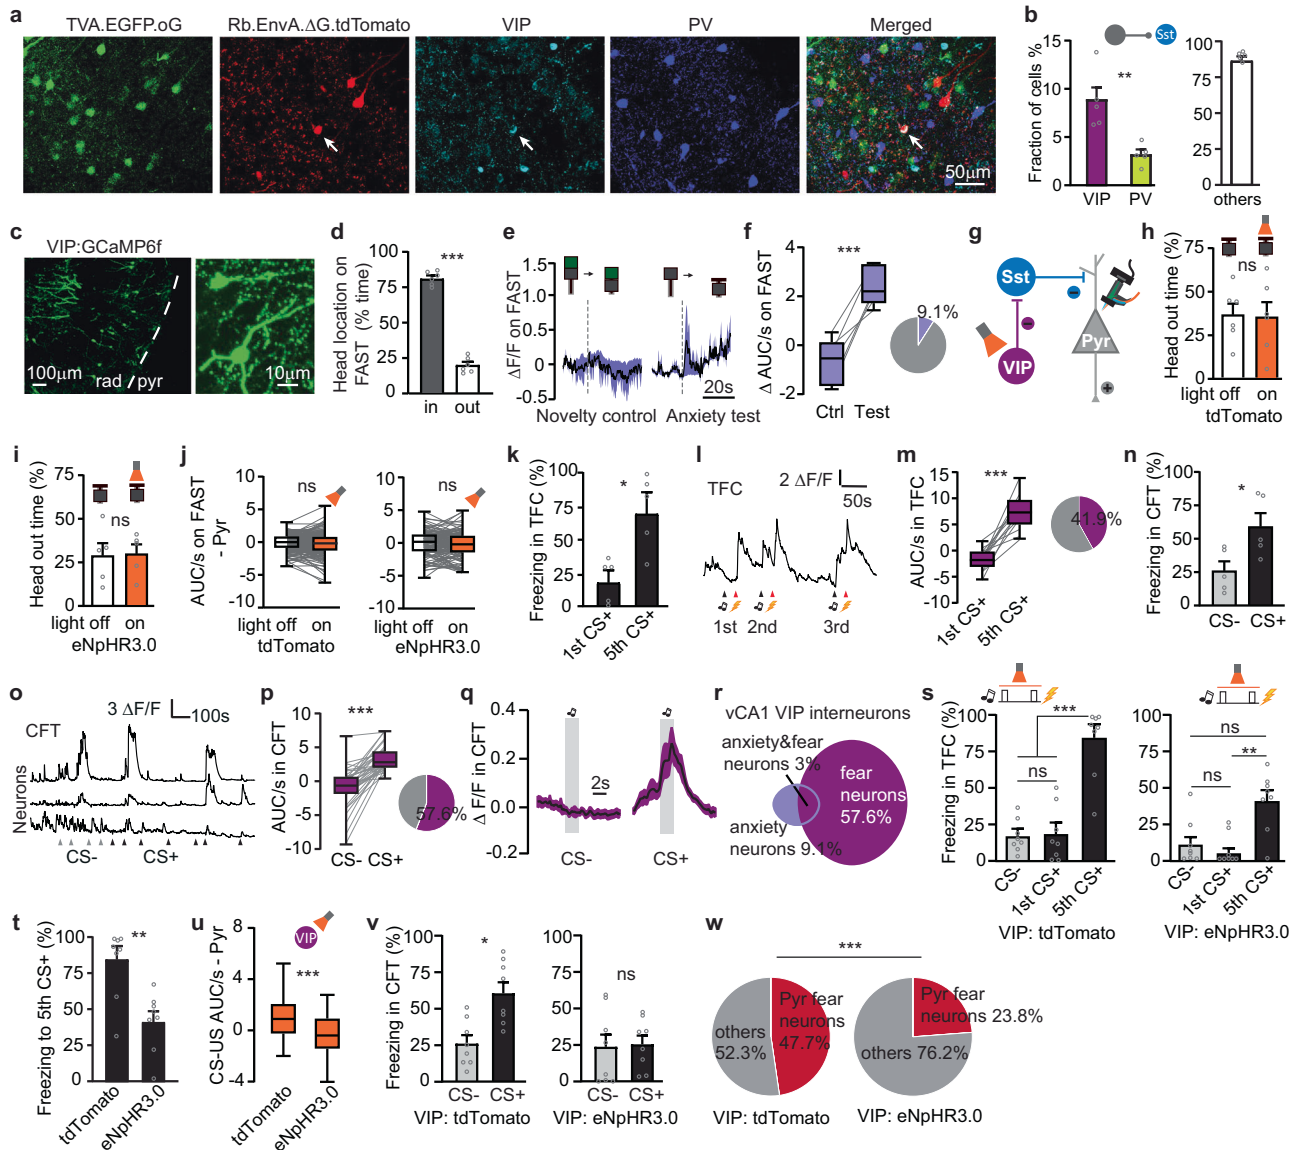 a
TVA.EGFP.oG
Rb.EnvA.ΔG.tdTomato
VIP
PV
Merged
50µm
b
Sst
Fraction of cells %
15
10
5
0
**
VIP
PV
100
75
50
25
0
others
c
VIP:GCaMP6f
100µm
rad
pyr
10µm
d
Head location on
FAST (% time)
100
75
50
25
0
***
in
out
e
ΔF/F on FAST
1.5
1.0
0.5
0
-0.5
20s
Novelty control
Anxiety test
f
Δ AUC/s on FAST
4
2
0
-2
***
Ctrl
Test
9.1%
g
Sst
VIP
Pyr
h
Head out time (%)
75
50
25
0
ns
light off
on
tdTomato
i
Head out time (%)
75
50
25
0
ns
light off
on
eNpHR3.0
j
AUC/s on FAST
- Pyr
10
5
0
-5
-10
ns
light off
on
tdTomato
10
5
0
-5
-10
ns
light off
on
eNpHR3.0
k
Freezing in TFC (%)
100
75
50
25
0
*
1st CS+
5th CS+
l
TFC
2 ΔF/F
50s
1st
2nd
3rd
m
AUC/s in TFC
15
10
5
0
-5
-10
***
1st CS+
5th CS+
41.9%
n
Freezing in CFT (%)
100
75
50
25
0
*
CS-
CS+
o
CFT
3 ΔF/F
100s
Neurons
CS-
CS+
p
AUC/s in CFT
10
5
0
-5
-10
***
CS-
CS+
57.6%
q
Δ F/F in CFT
0.4
0.2
0.0
-0.2
2s
CS-
CS+
r
vCA1 VIP interneurons
anxiety&fear
neurons 3%
fear
neurons
57.6%
anxiety
neurons 9.1%
s
Freezing in TFC (%)
100
75
50
25
0
***
ns
CS-
1st CS+
5th CS+
VIP: tdTomato
100
75
50
25
0
ns
**
ns
CS-
1st CS+
5th CS+
VIP: eNpHR3.0
t
Freezing to 5th CS+ (%)
100
75
50
25
0
**
tdTomato
eNpHR3.0
u
CS-US AUC/s - Pyr
8
4
0
-4
VIP
***
tdTomato
eNpHR3.0
v
Freezing in CFT (%)
100
75
50
25
0
*
CS-
CS+
VIP: tdTomato
100
75
50
25
0
ns
CS-
CS+
VIP: eNpHR3.0
w
***
Pyr fear
neurons
47.7%
others
52.3%
VIP: tdTomato
Pyr fear
neurons 23.8%
others 76.2%
VIP: eNpHR3.0